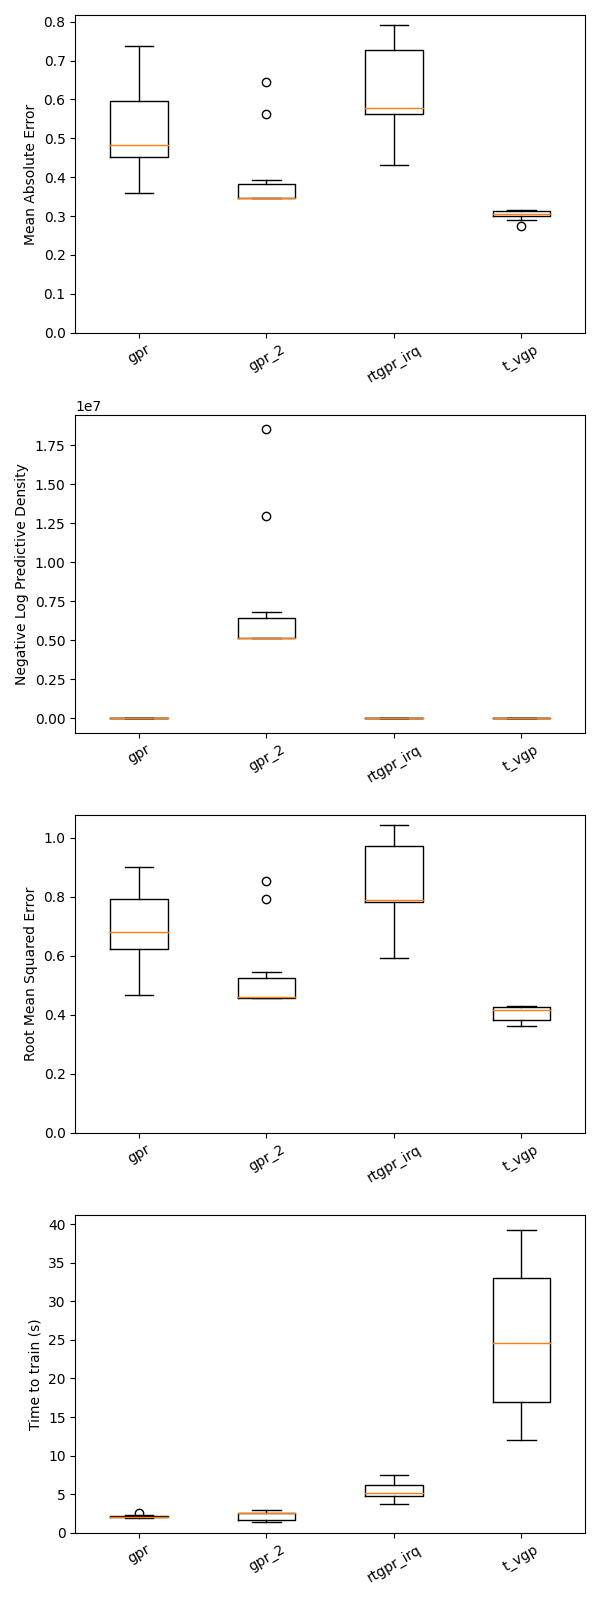 Mean Absolute Error
0.8
0.7
0.6
0.5
0.4
0.3
0.2
0.1
0.0
gpr
gpr_2
rtgpr_irq
t_vgp
1e7
Negative Log Predictive Density
1.75
1.50
1.25
1.00
0.75
0.50
0.25
0.00
gpr
gpr_2
rtgpr_irq
t_vgp
Root Mean Squared Error
1.0
0.8
0.6
0.4
0.2
0.0
gpr
gpr_2
rtgpr_irq
t_vgp
Time to train (s)
40
35
30
25
20
15
10
5
0
gpr
gpr_2
rtgpr_irq
t_vgp